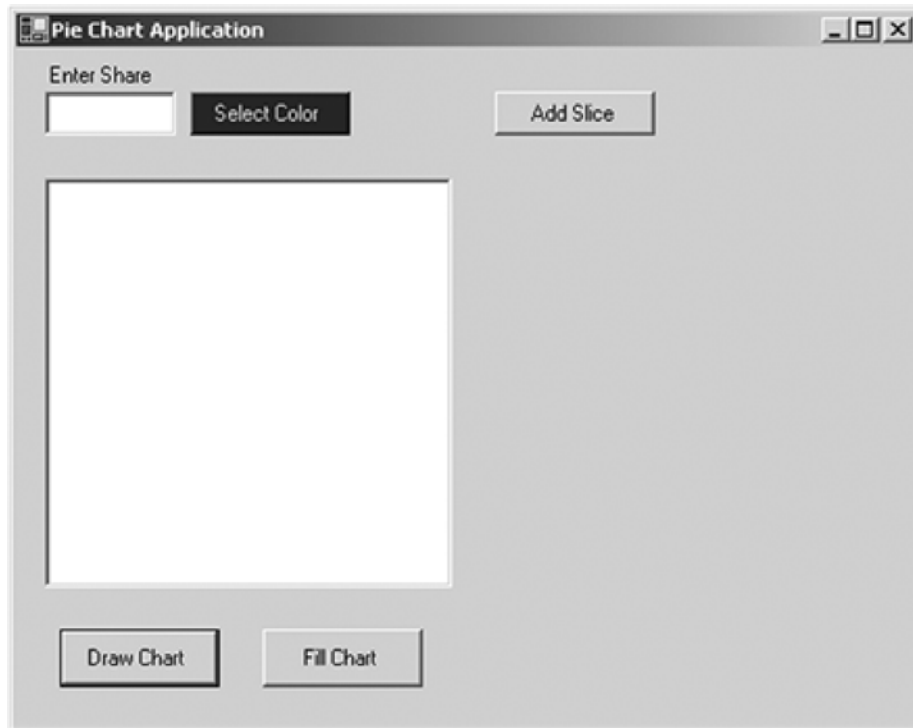 Pie Chart Application
Enter Share
Select Color
Add Slice
Draw Chart
Fill Chart